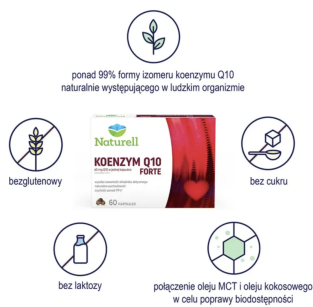 ponad 99% formy izomeru koenzymu Q10
naturalnie występującego w ludzkim organizmie
Naturell
KOENZYM Q10
FORTE
60 KAPSUŁEK
bezglutenowy
bez cukru
bez laktozy
połączenie oleju MCT i oleju kokosowego
w celu poprawy biodostępności